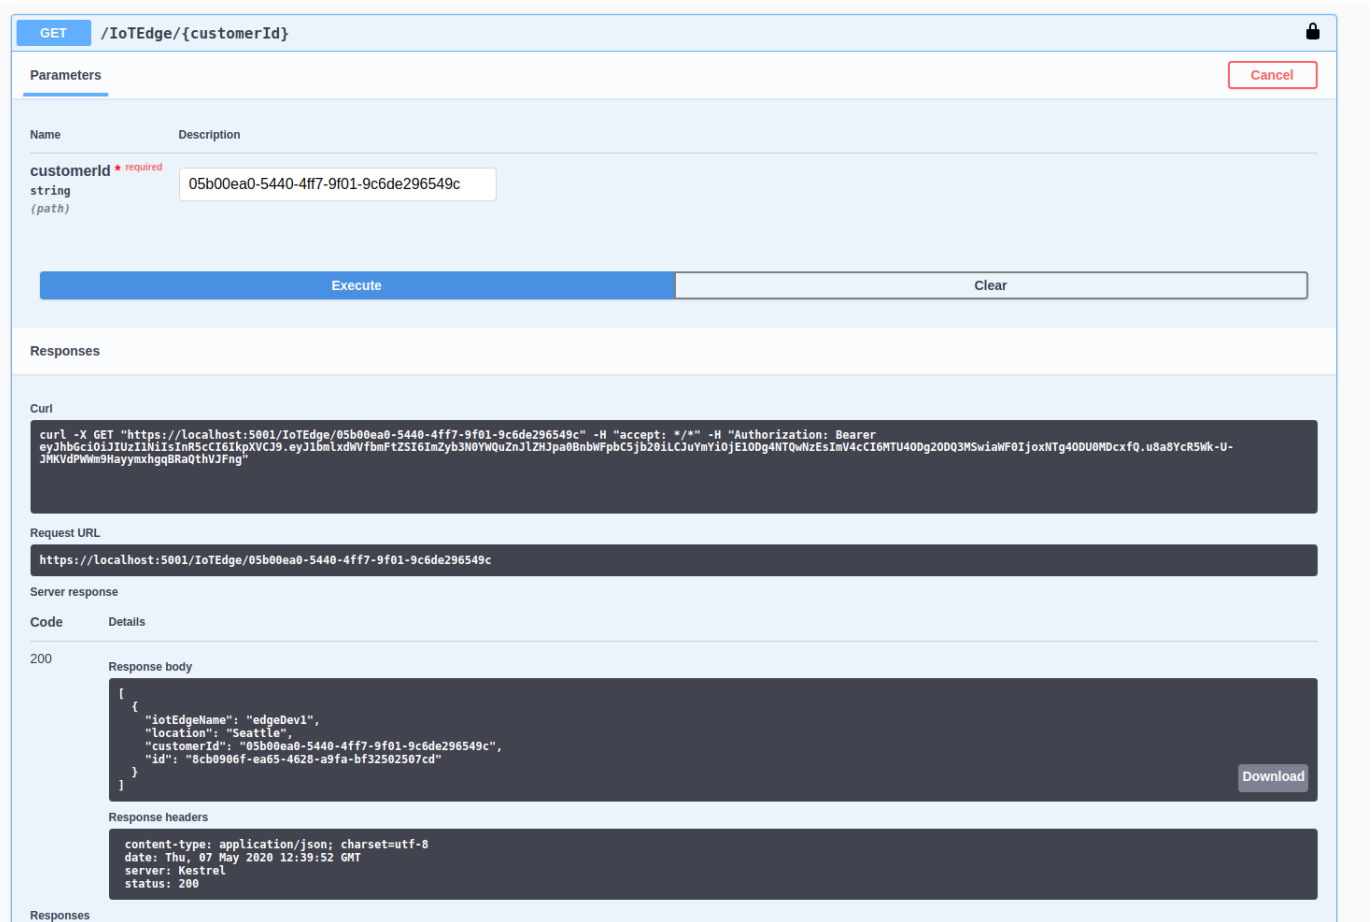 GET /IoTEdge/{customerId}
Parameters
Cancel
Name Description
customerId * required
string
(path)
05b00ea0-5440-4ff7-9f01-9c6de296549c
Execute Clear
Responses
Curl
curl -X GET "https://localhost:5001/IoTEdge/05b00ea0-5440-4ff7-9f01-9c6de296549c" -H "accept: */*" -H "Authorization: Bearer
eyJhbGciOiJIUzI1NiIsInR5cCI6IkpXVCJ9.eyJ1bmlxdWVfbmFtZSI6ImZyb3N0YWQuZnJlZHJpa0BnbWFpbC5jb20iLCJuYmYiOjE1ODg4NTQwNzEsImV4cCI6MTU4ODg2ODQ3MSwiaWF0IjoxNTg4ODU0MDcxfQ.u8a8YcR5Wk-U-
JMKVdPWWm9HayymxhgqBRaQthVJFng"
Request URL
https://localhost:5001/IoTEdge/05b00ea0-5440-4ff7-9f01-9c6de296549c
Server response
Code Details
200
Response body
[
{
"iotEdgeName": "edgeDev1",
"location": "Seattle",
"customerId": "05b00ea0-5440-4ff7-9f01-9c6de296549c",
"id": "8cb0906f-ea65-4628-a9fa-bf32502507cd"
}
]
Download
Response headers
content-type: application/json; charset=utf-8
date: Thu, 07 May 2020 12:39:52 GMT
server: Kestrel
status: 200
Responses